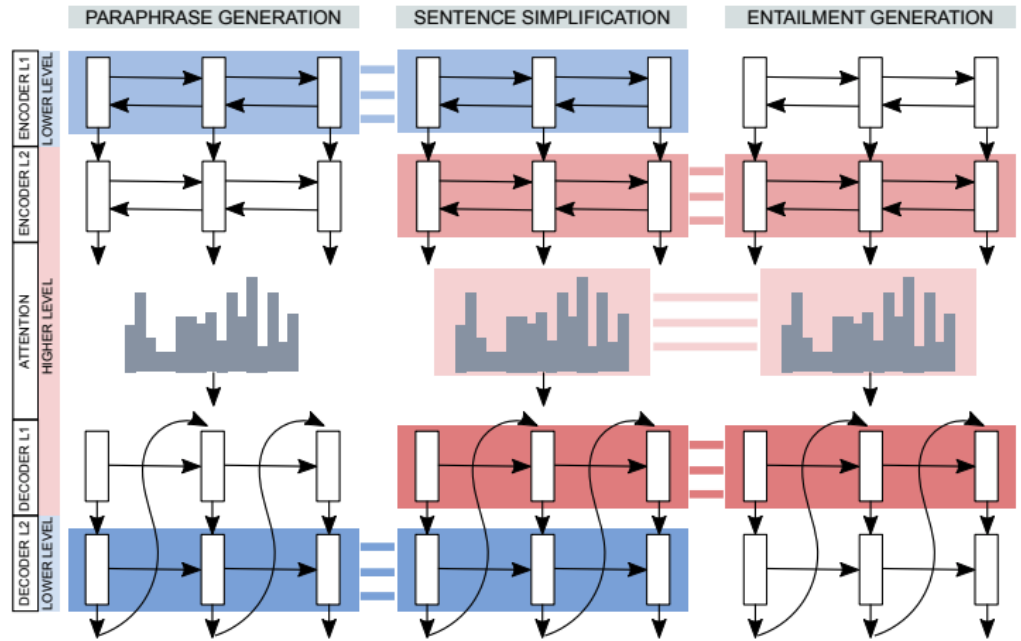 PARAPHRASE GENERATION
SENTENCE SIMPLIFICATION
ENTAILMENT GENERATION
ENCODER L1
LOWER LEVEL
ENCODER L2
ATTENTION
HIGHER LEVEL
DECODER L1
DECODER L2
LOWER LEVEL